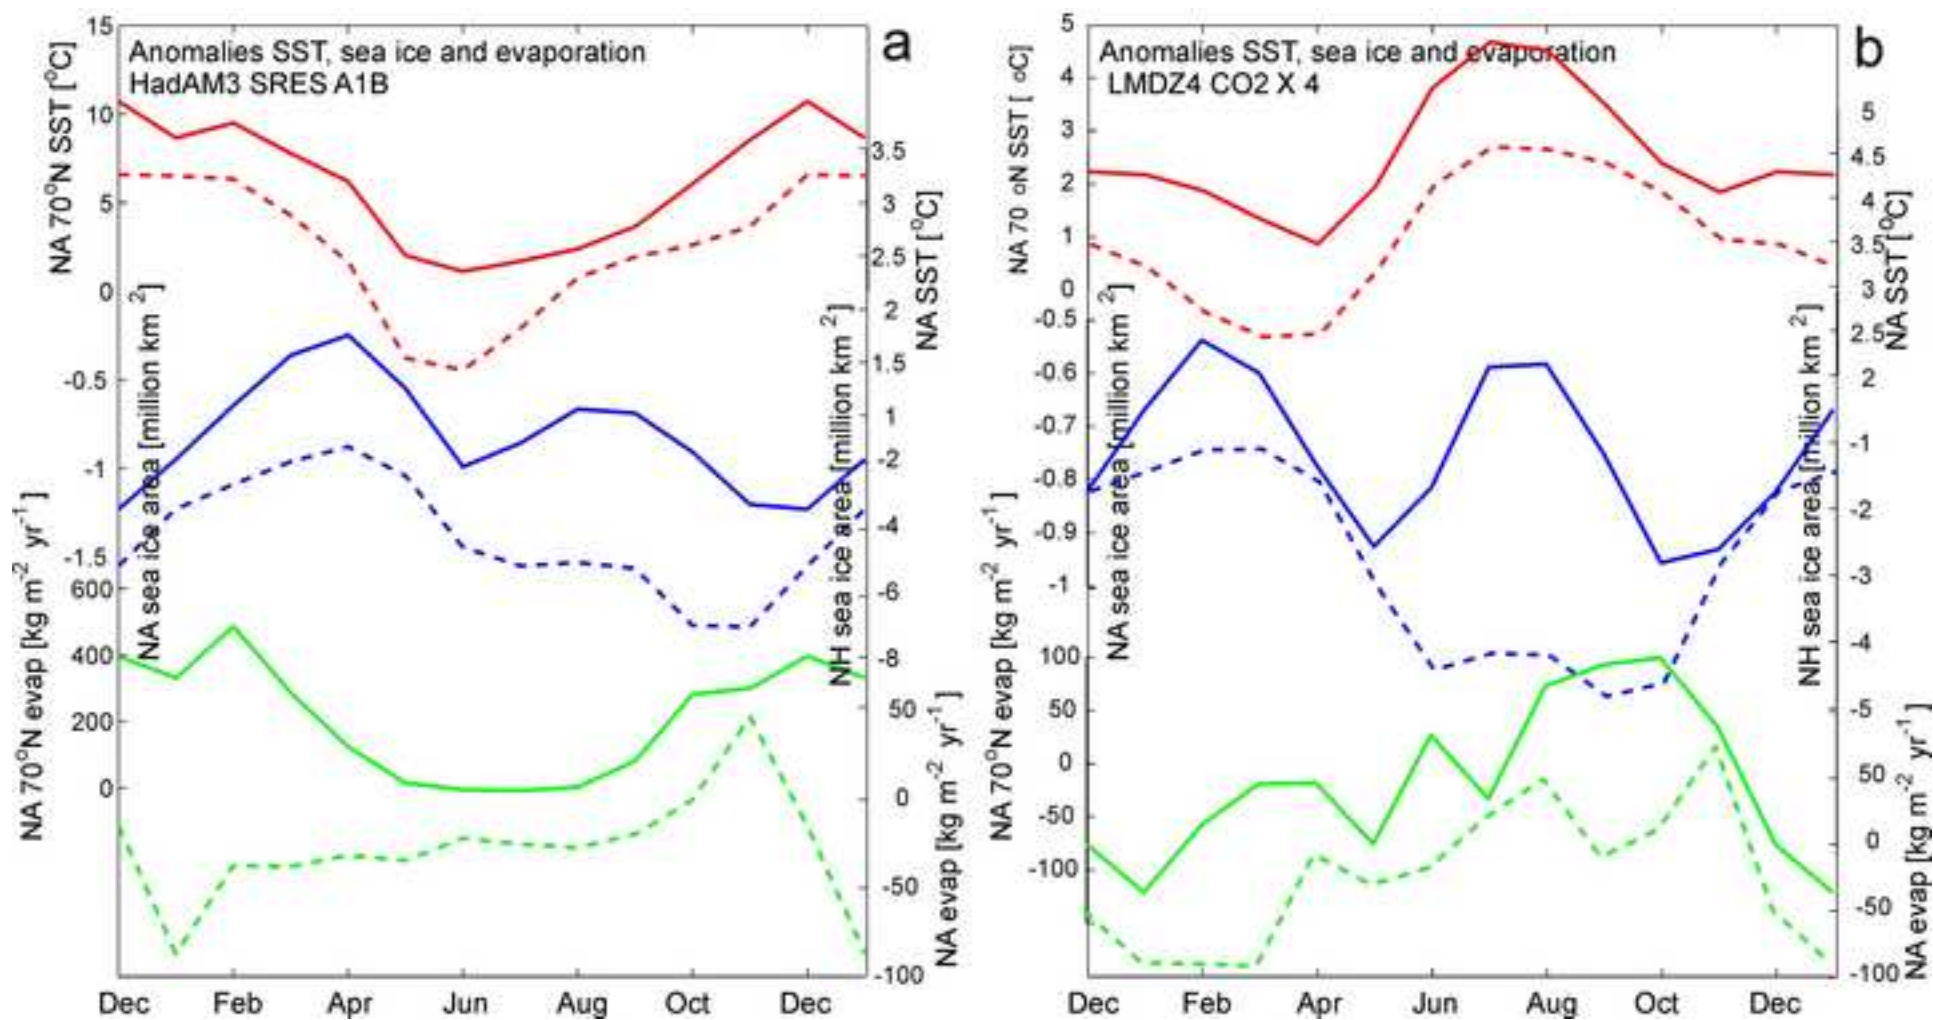 Anomalies SST, sea ice and evaporation
HadAM3 SRES A1B
a
NA 70°N SST [°C]
15
10
5
0
NA SST [°C]
3.5
3
2.5
2
1.5
1
NA sea ice area [million km 2]
-0.5
-1
-1.5
NH sea ice area [million km 2]
-2
-4
-6
-8
NA 70°N evap [kg m-2 yr-1]
600
400
200
0
NA evap [kg m-2 yr-1]
50
0
-50
-100
Dec Feb Apr Jun Aug Oct Dec
Anomalies SST, sea ice and evaporation
LMDZ4 CO2 X 4
b
NA 70 oN SST [ oC]
5
4
3
2
1
0
NA SST [°C]
5
4.5
4
3.5
3
2.5
2
NA sea ice area [million km 2]
-0.5
-0.6
-0.7
-0.8
-0.9
-1
NH sea ice area [million km 2]
-1
-2
-3
-4
-5
NA 70°N evap [kg m-2 yr-1]
100
50
0
-50
-100
NA evap [kg m-2 yr-1]
50
0
-50
-100
Dec Feb Apr Jun Aug Oct Dec